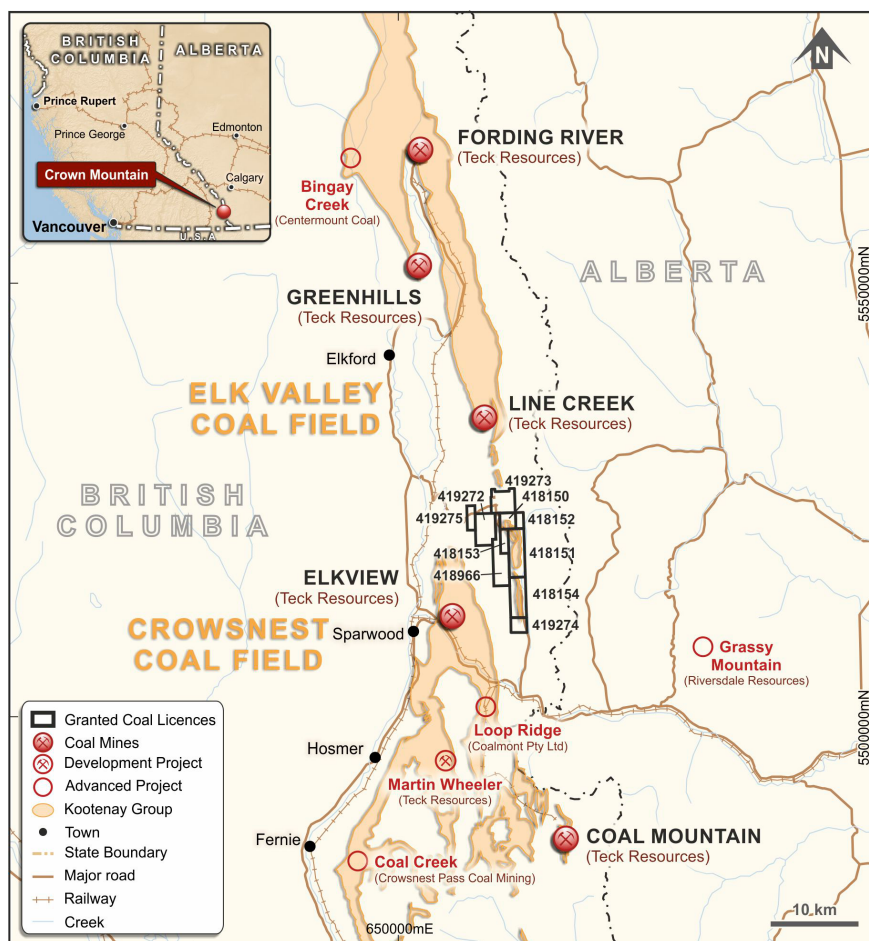 BRITISH
COLUMBIA
ALBERTA
Prince Rupert
Prince George
Edmonton
Crown Mountain
Calgary
Vancouver
U.S.A
N
FORDING RIVER
(Teck Resources)
Bingay
Creek
(Centermount Coal)
ALBERTA
5550000mN
GREENHILLS
(Teck Resources)
Elkford
ELK VALLEY
COAL FIELD
LINE CREEK
(Teck Resources)
BRITISH
COLUMBIA
419273
419272
418150
419275
418152
418153
418151
418966
418154
419274
ELKVIEW
(Teck Resources)
CROWSNEST
COAL FIELD
Sparwood
Grassy
Mountain
(Riversdale Resources)
5500000mN
Loop Ridge
(Coalmont Pty Ltd)
Hosmer
Martin Wheeler
(Teck Resources)
Fernie
COAL MOUNTAIN
(Teck Resources)
Coal Creek
(Crowsnest Pass Coal Mining)
Granted Coal Licences
Coal Mines
Development Project
Advanced Project
Kootenay Group
Town
State Boundary
Major road
Railway
Creek
650000mE
10 km